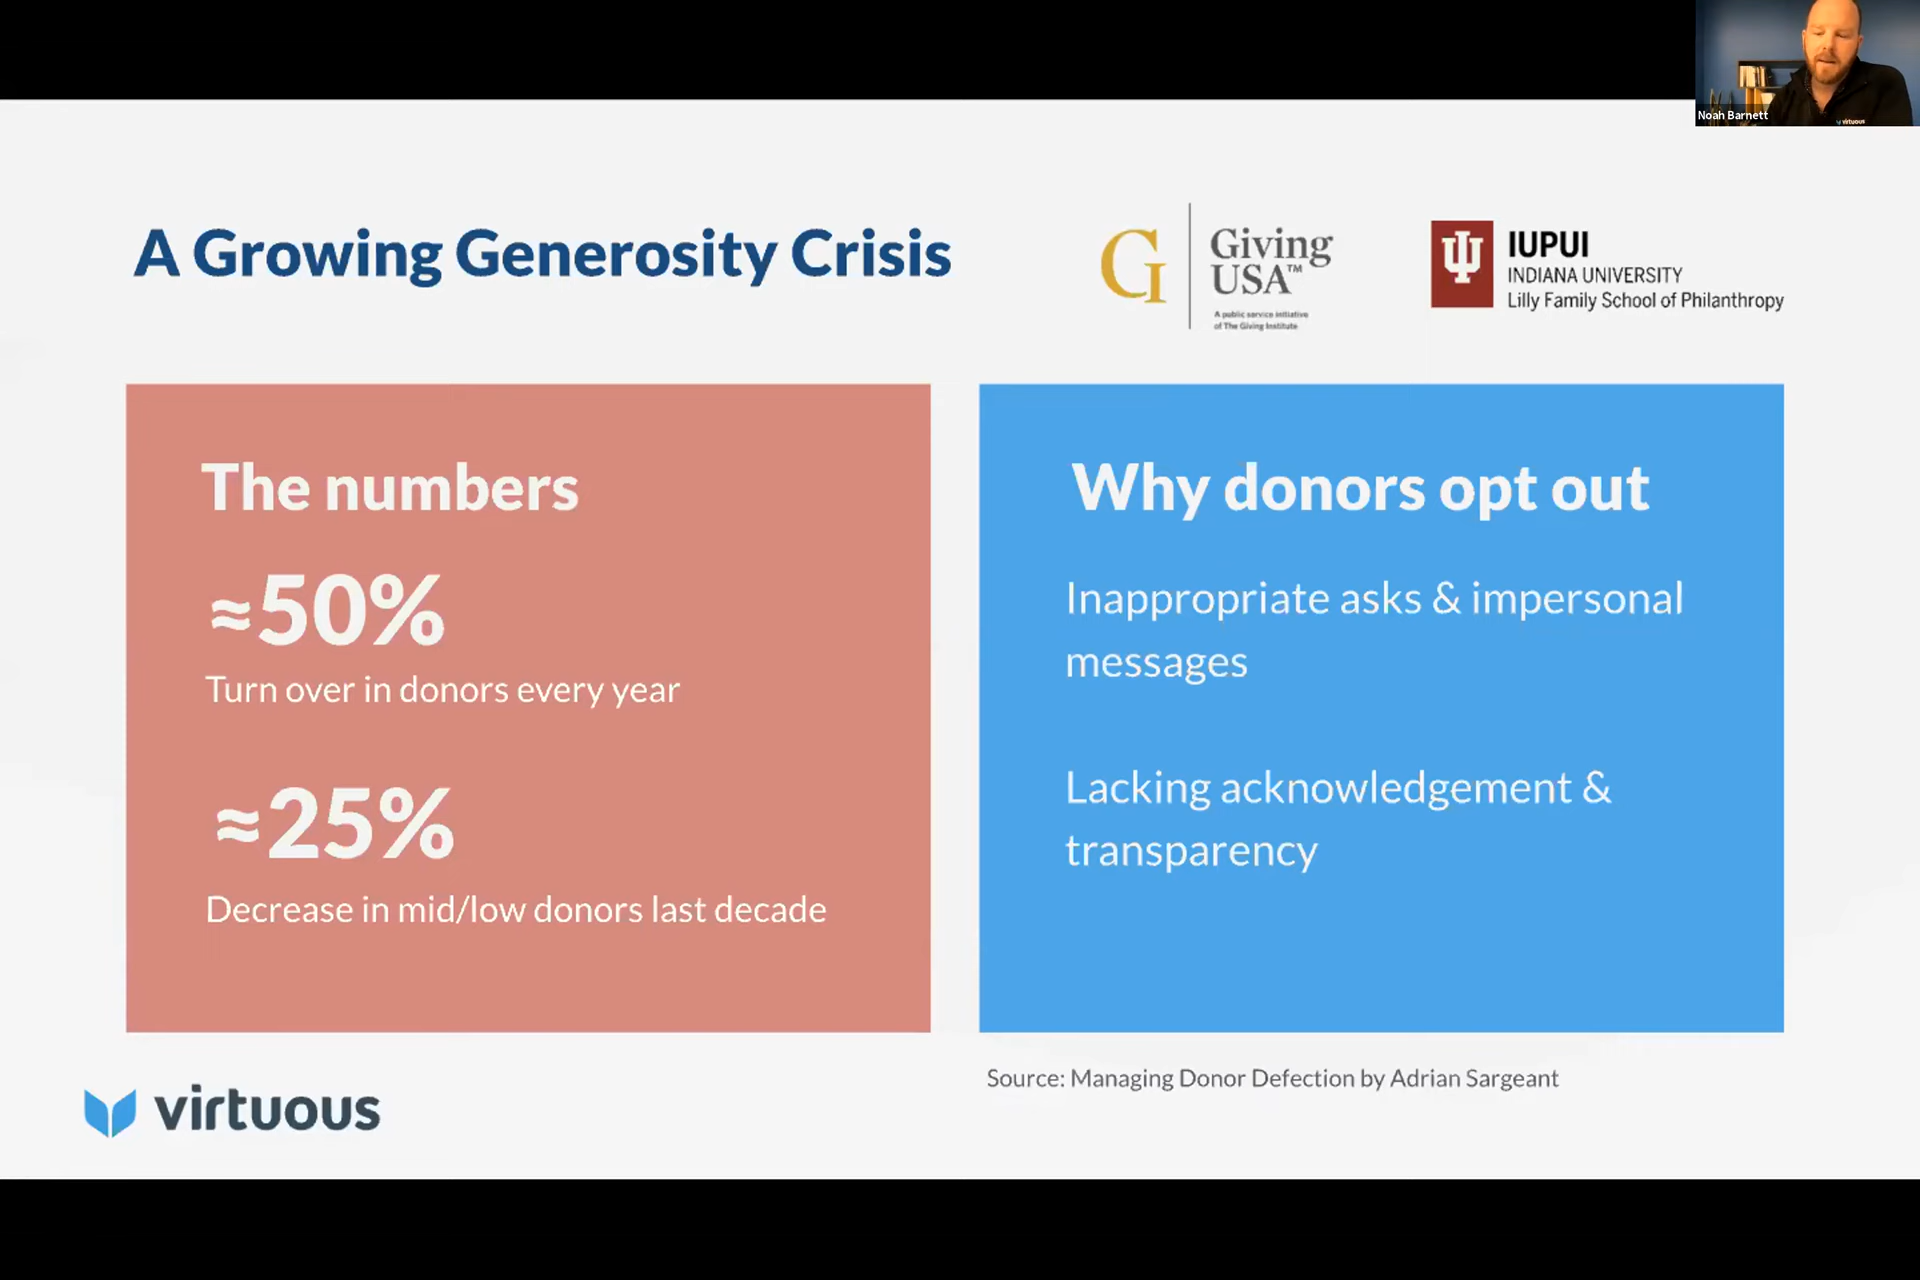 Noah Barnett
virtuous
A Growing Generosity Crisis
G
Giving
USA™
A public service initiative
of The Giving Institute
IUPUI
INDIANA UNIVERSITY
Lilly Family School of Philanthropy
The numbers
≈50%
Turn over in donors every year
≈25%
Decrease in mid/low donors last decade
Why donors opt out
Inappropriate asks & impersonal
messages
Lacking acknowledgement &
transparency
Source: Managing Donor Defection by Adrian Sargeant
virtuous